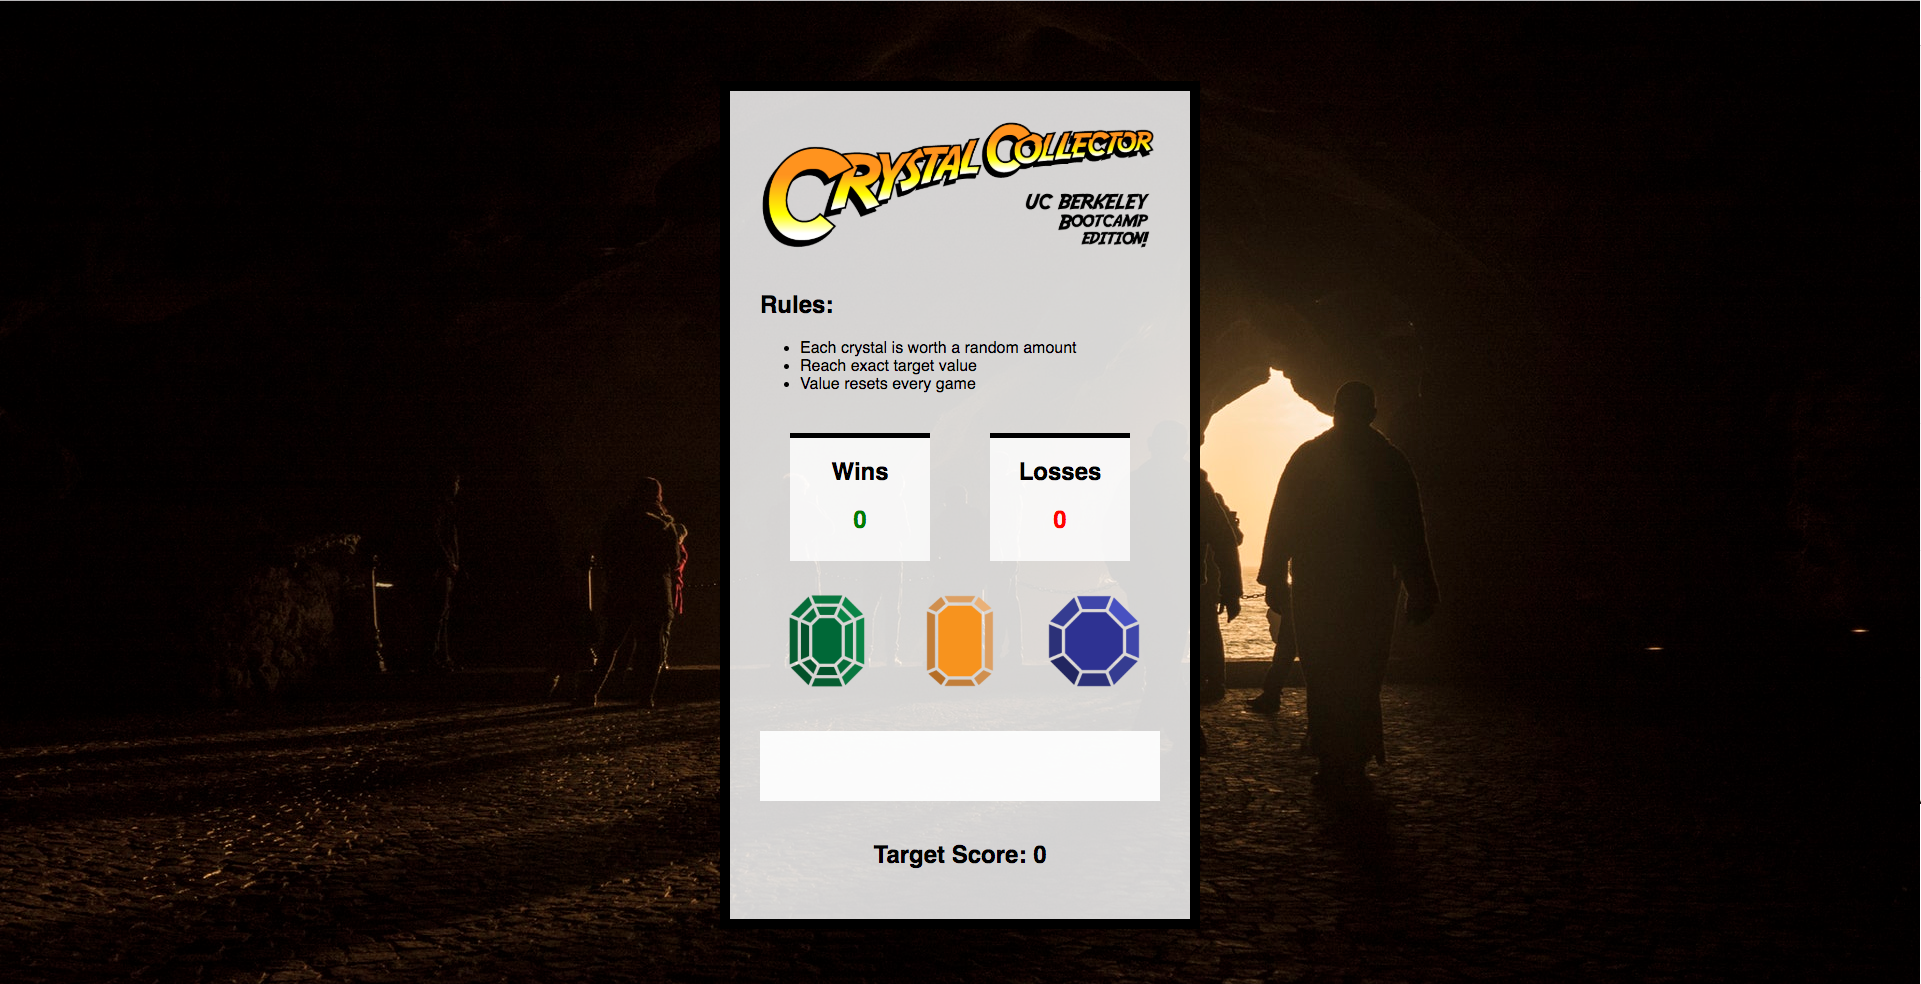 Crystal Collector
UC Berkeley
Bootcamp
Edition!
Rules:
Each crystal is worth a random amount
Reach exact target value
Value resets every game
Wins
0
Losses
0
Target Score: 0